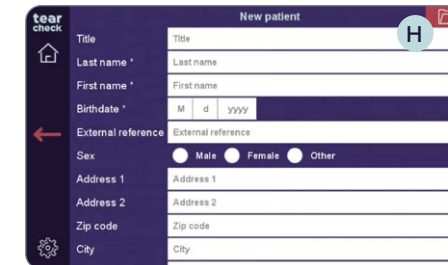 tear
check
New patient
H
Title Title
Last name * Last name
First name * First name
Birthdate * M d yyyy
External reference External reference
Sex Male Female Other
Address 1 Address 1
Address 2 Address 2
Zip code Zip code
City City